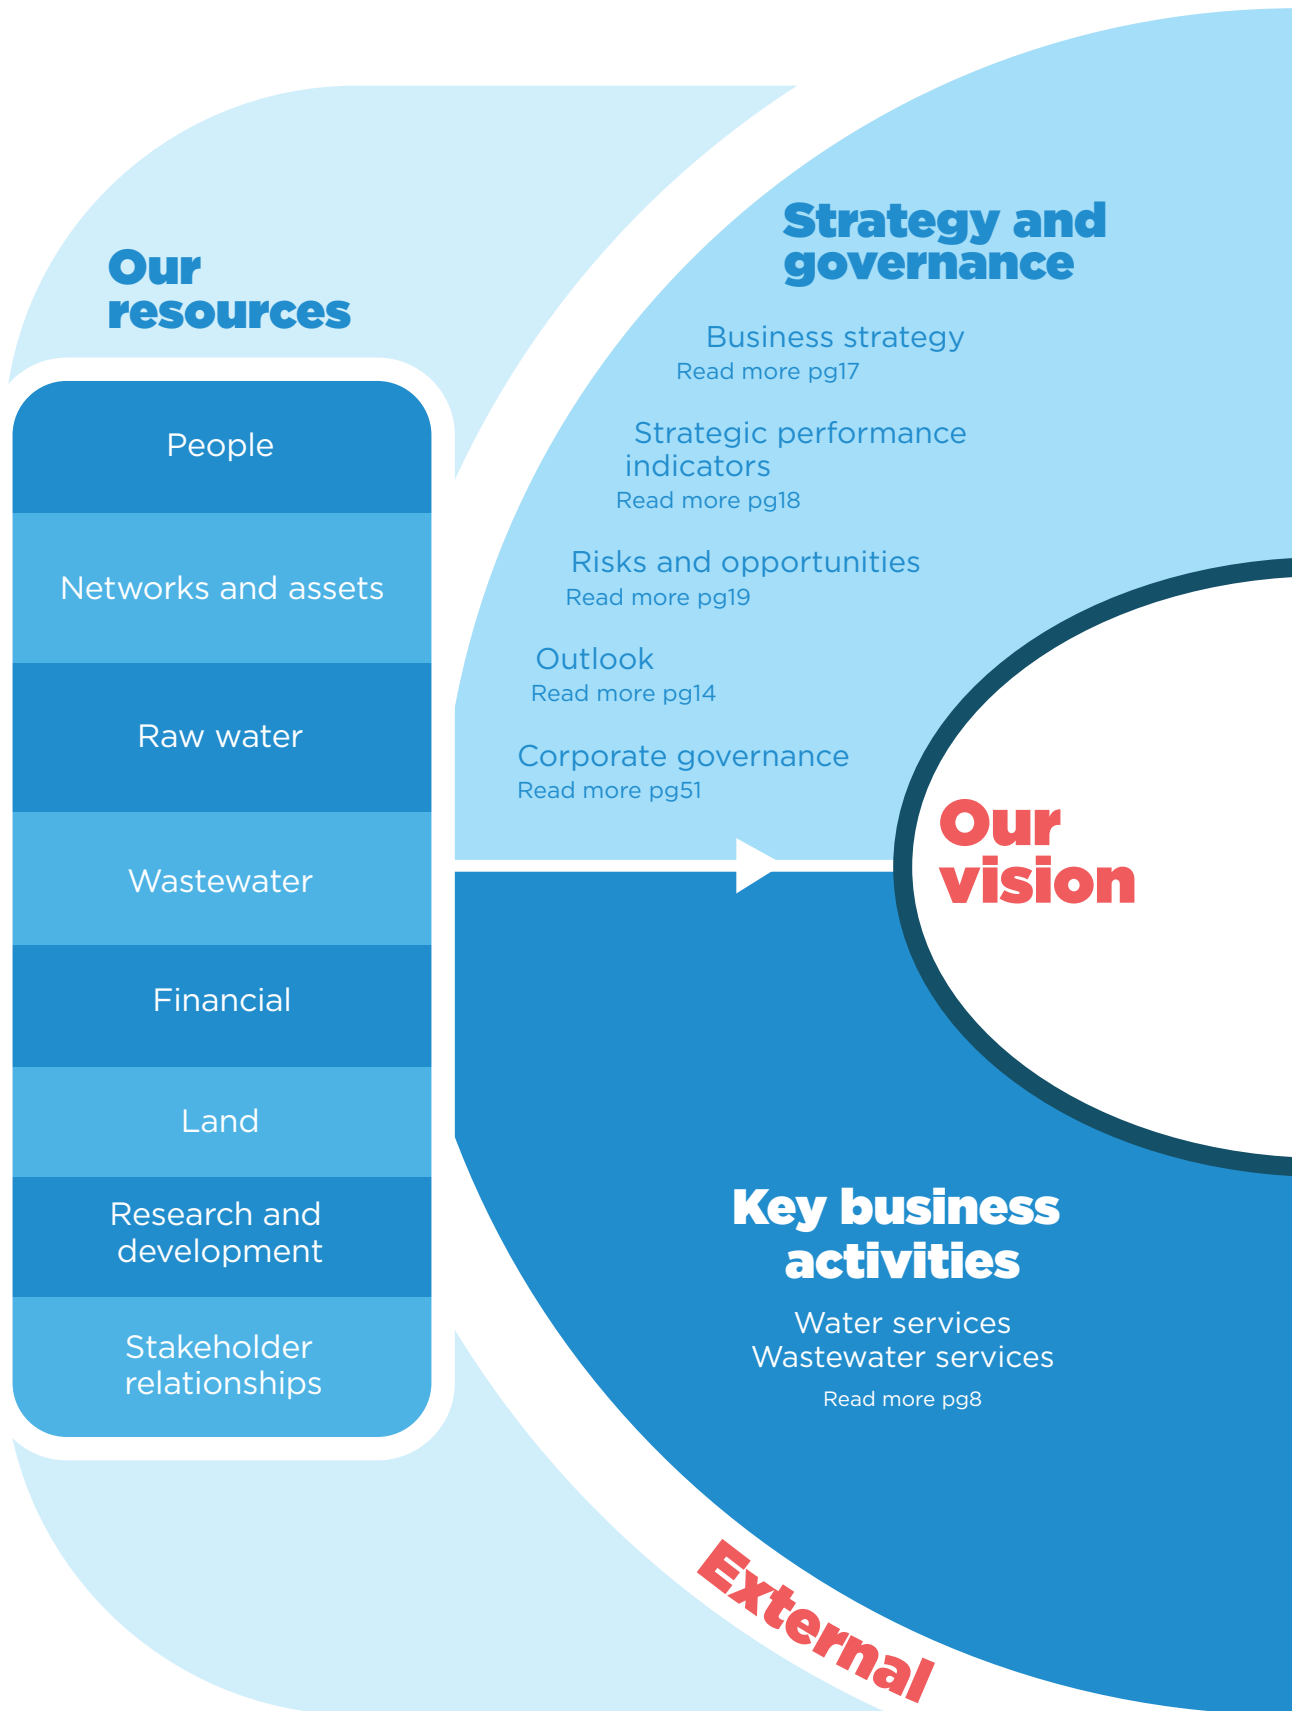 Our
resources
People
Networks and assets
Raw water
Wastewater
Financial
Land
Research and
development
Stakeholder
relationships
Strategy and
governance
Business strategy
Read more pg17
Strategic performance
indicators
Read more pg18
Risks and opportunities
Read more pg19
Outlook
Read more pg14
Corporate governance
Read more pg51
Our
vision
Key business
activities
Water services
Wastewater services
Read more pg8
External